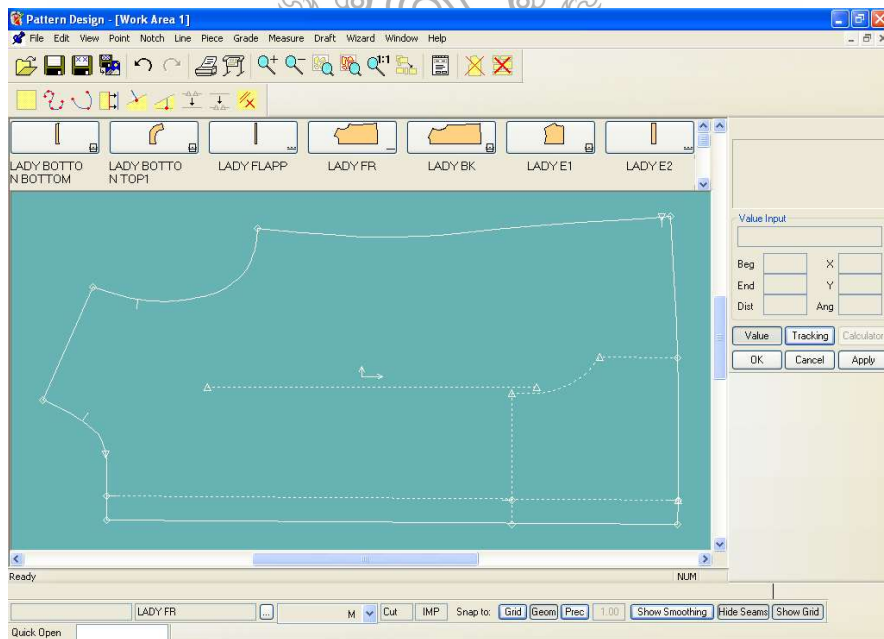 Pattern Design - [Work Area 1]
File Edit View Point Notch Line Piece Grade Measure Draft Wizard Window Help
1:1
LADY BOTTO
N BOTTOM
LADY BOTTO
N TOP1
LADY FLAPP
LADY FR
LADY BK
LADY E1
LADY E2
Value Input
Beg X
End Y
Dist Ang
Value Tracking Calculator
OK Cancel Apply
Ready NUM
LADY FR ... M Cut IMP Snap to: Grid Geom Prec 1.00 Show Smoothing Hide Seams Show Grid
Quick Open